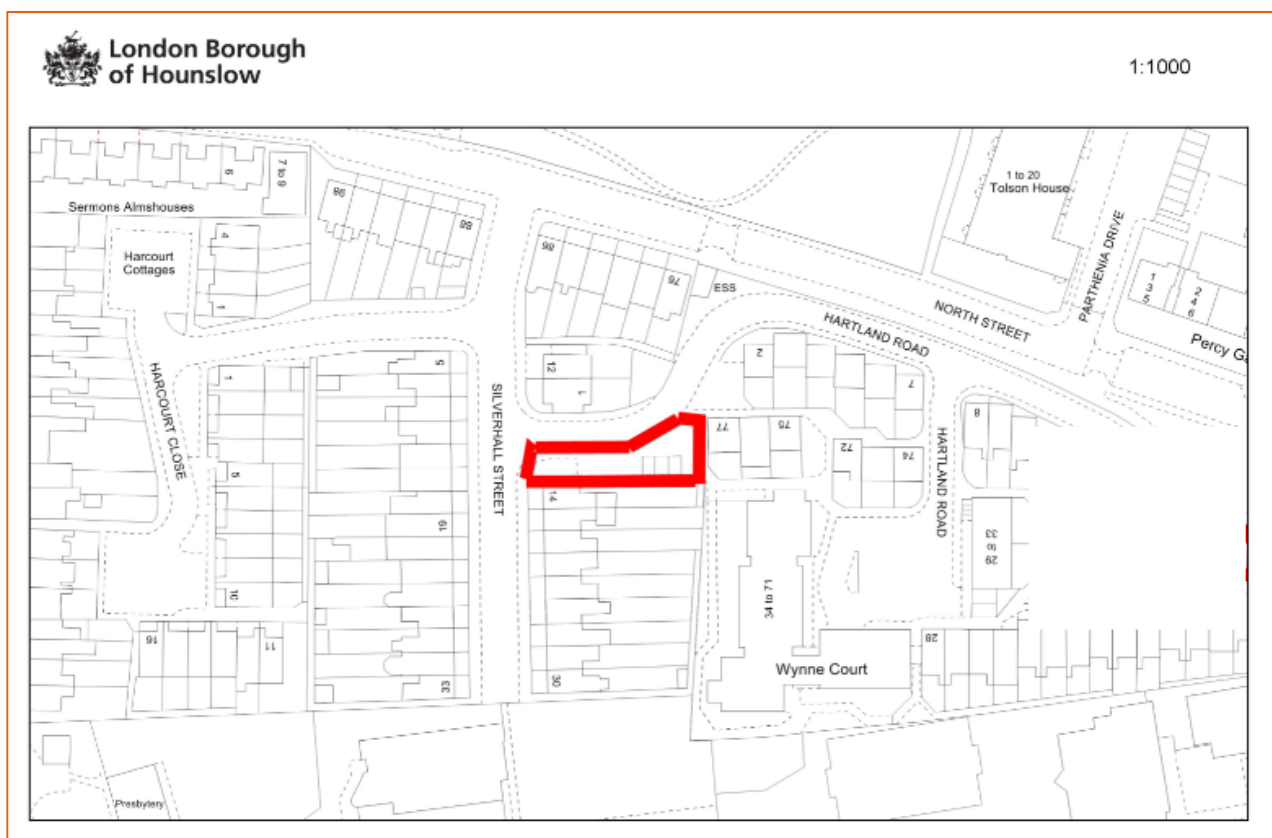 London Borough
of Hounslow
1:1000
7 to 9
6
Sermons Almshouses
98
88
86
76
ESS
1 to 20
Tolson House
PARTHENIA DRIVE
NORTH STREET
1
3
5
2
4
6
Percy G
Harcourt
Cottages
4
1
HARTLAND ROAD
2
7
12
1
HARCOURT CLOSE
1
5
SILVERHALL STREET
77
75
72
74
8
HARTLAND ROAD
5
19
14
33
to
29
10
34 to 71
16
11
33
30
Wynne Court
28
Presbytery